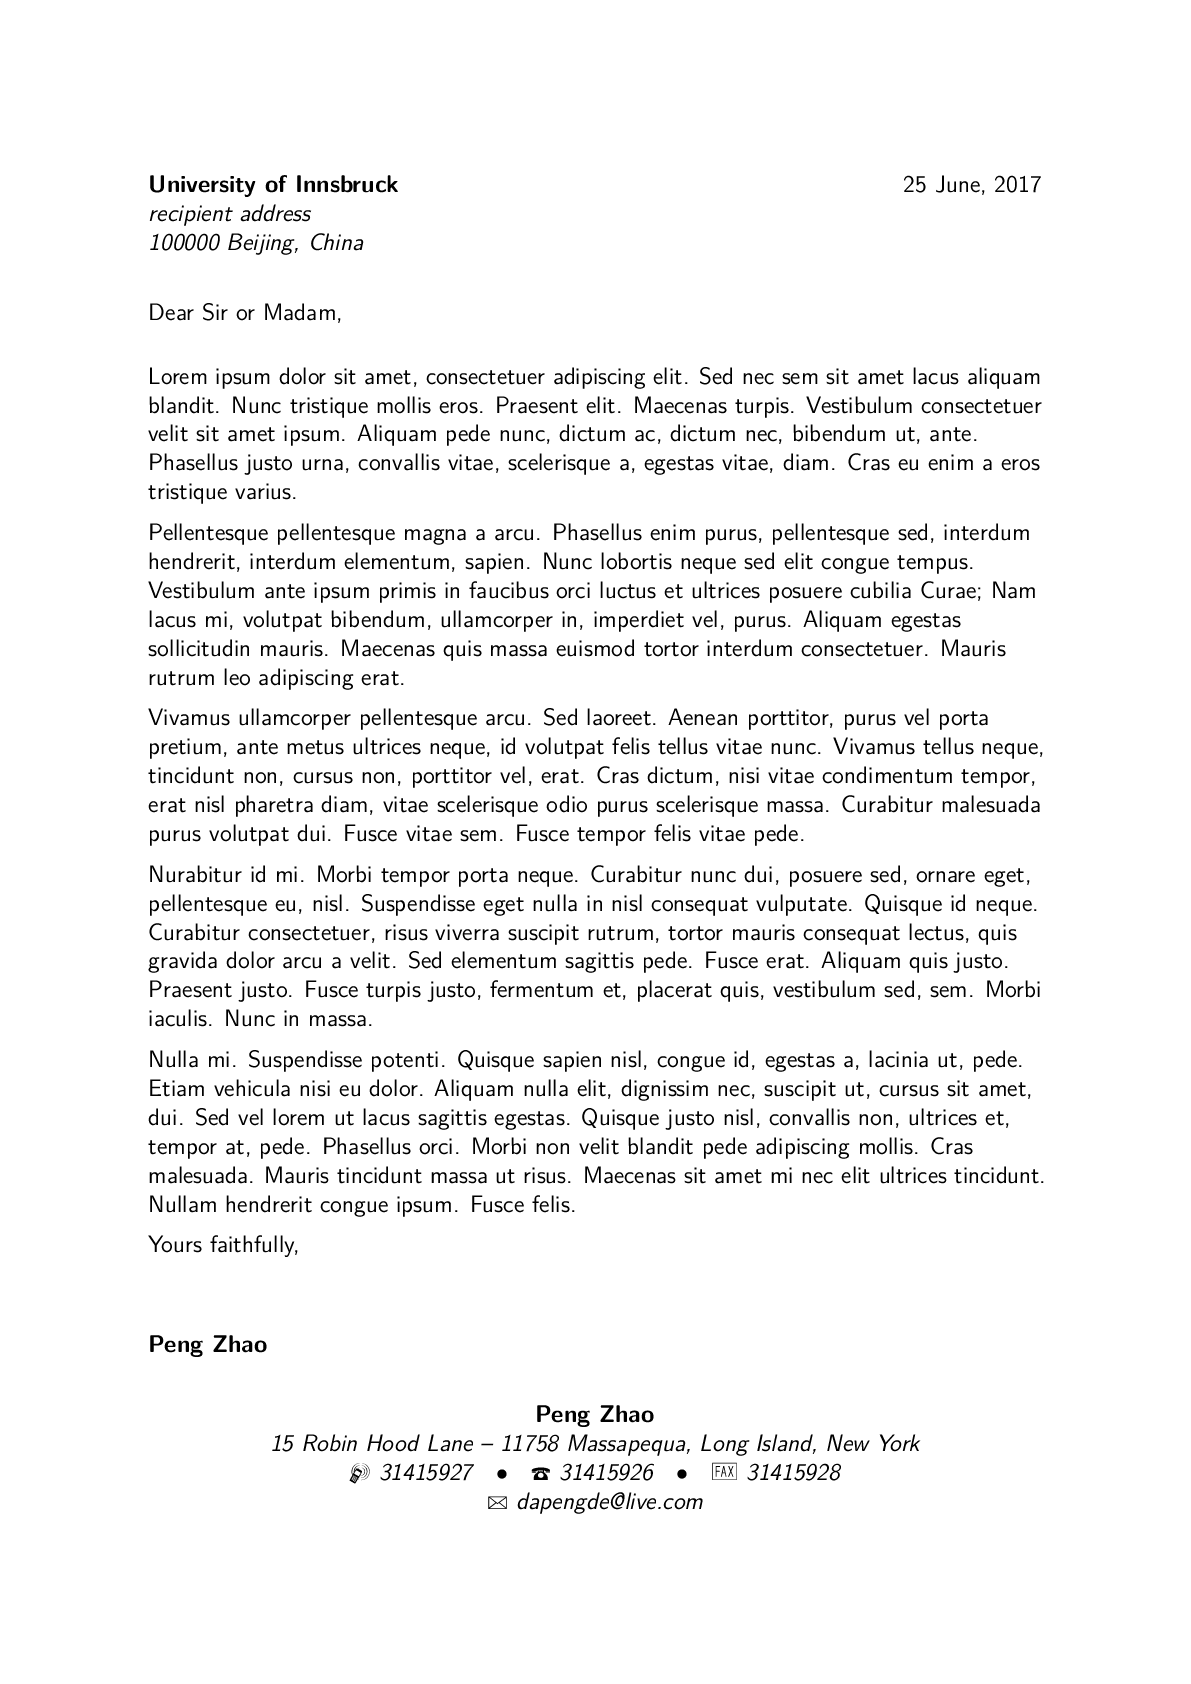 University of Innsbruck 25 June, 2017
recipient address
100000 Beijing, China
Dear Sir or Madam,
Lorem ipsum dolor sit amet, consectetuer adipiscing elit. Sed nec sem sit amet lacus aliquam
blandit. Nunc tristique mollis eros. Praesent elit. Maecenas turpis. Vestibulum consectetuer
velit sit amet ipsum. Aliquam pede nunc, dictum ac, dictum nec, bibendum ut, ante.
Phasellus justo urna, convallis vitae, scelerisque a, egestas vitae, diam. Cras eu enim a eros
tristique varius.
Pellentesque pellentesque magna a arcu. Phasellus enim purus, pellentesque sed, interdum
hendrerit, interdum elementum, sapien. Nunc lobortis neque sed elit congue tempus.
Vestibulum ante ipsum primis in faucibus orci luctus et ultrices posuere cubilia Curae; Nam
lacus mi, volutpat bibendum, ullamcorper in, imperdiet vel, purus. Aliquam egestas
sollicitudin mauris. Maecenas quis massa euismod tortor interdum consectetuer. Mauris
rutrum leo adipiscing erat.
Vivamus ullamcorper pellentesque arcu. Sed laoreet. Aenean porttitor, purus vel porta
pretium, ante metus ultrices neque, id volutpat felis tellus vitae nunc. Vivamus tellus neque,
tincidunt non, cursus non, porttitor vel, erat. Cras dictum, nisi vitae condimentum tempor,
erat nisl pharetra diam, vitae scelerisque odio purus scelerisque massa. Curabitur malesuada
purus volutpat dui. Fusce vitae sem. Fusce tempor felis vitae pede.
Nurabitur id mi. Morbi tempor porta neque. Curabitur nunc dui, posuere sed, ornare eget,
pellentesque eu, nisl. Suspendisse eget nulla in nisl consequat vulputate. Quisque id neque.
Curabitur consectetuer, risus viverra suscipit rutrum, tortor mauris consequat lectus, quis
gravida dolor arcu a velit. Sed elementum sagittis pede. Fusce erat. Aliquam quis justo.
Praesent justo. Fusce turpis justo, fermentum et, placerat quis, vestibulum sed, sem. Morbi
iaculis. Nunc in massa.
Nulla mi. Suspendisse potenti. Quisque sapien nisl, congue id, egestas a, lacinia ut, pede.
Etiam vehicula nisi eu dolor. Aliquam nulla elit, dignissim nec, suscipit ut, cursus sit amet,
dui. Sed vel lorem ut lacus sagittis egestas. Quisque justo nisl, convallis non, ultrices et,
tempor at, pede. Phasellus orci. Morbi non velit blandit pede adipiscing mollis. Cras
malesuada. Mauris tincidunt massa ut risus. Maecenas sit amet mi nec elit ultrices tincidunt.
Nullam hendrerit congue ipsum. Fusce felis.
Yours faithfully,
Peng Zhao
Peng Zhao
15 Robin Hood Lane – 11758 Massapequa, Long Island, New York
31415927 • ☎ 31415926 • FAX 31415928
✉ dapengde@live.com